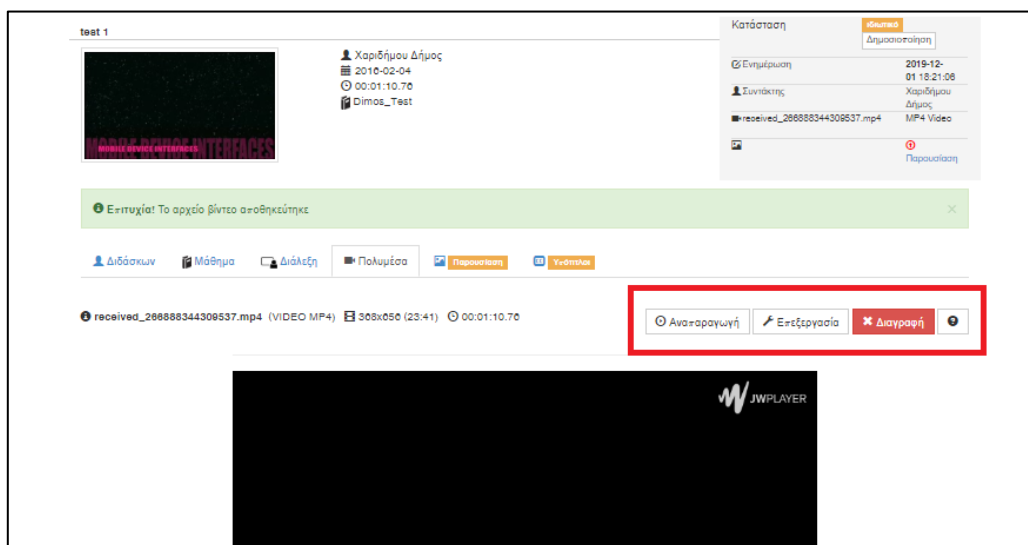 test 1
Χαριδήμου Δήμος
2016-02-04
00:01:10.76
Dimos_Test
MOBILE DEVICE INTERFACES
Κατάσταση
Ιδιωτικό
Δημοσιοποίηση
Ενημέρωση
2019-12-
01 18:21:06
Συντάκτης
Χαριδήμου
Δήμος
received_266888344309537.mp4
MP4 Video
Παρουσίαση
Επιτυχία! Το αρχείο βίντεο αποθηκεύτηκε
×
Διδάσκων Μάθημα Διάλεξη Πολυμέσα Παρουσίαση Υπότιτλοι
received_266888344309537.mp4 (VIDEO MP4) 368x656 (23:41) 00:01:10.76
Αναπαραγωγή Επεξεργασία Διαγραφή
JWPLAYER